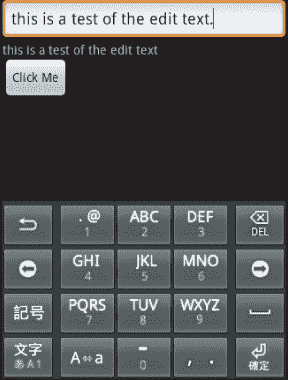 this is a test of the edit text.
this is a test of the edit text
Click Me
. @ ABC DEF DEL
1 2 3
GHI JKL MNO
4 5 6
記号 PQRS TUV WXYZ
7 8 9
文字 A⇔a - , .
あA1 0 確定